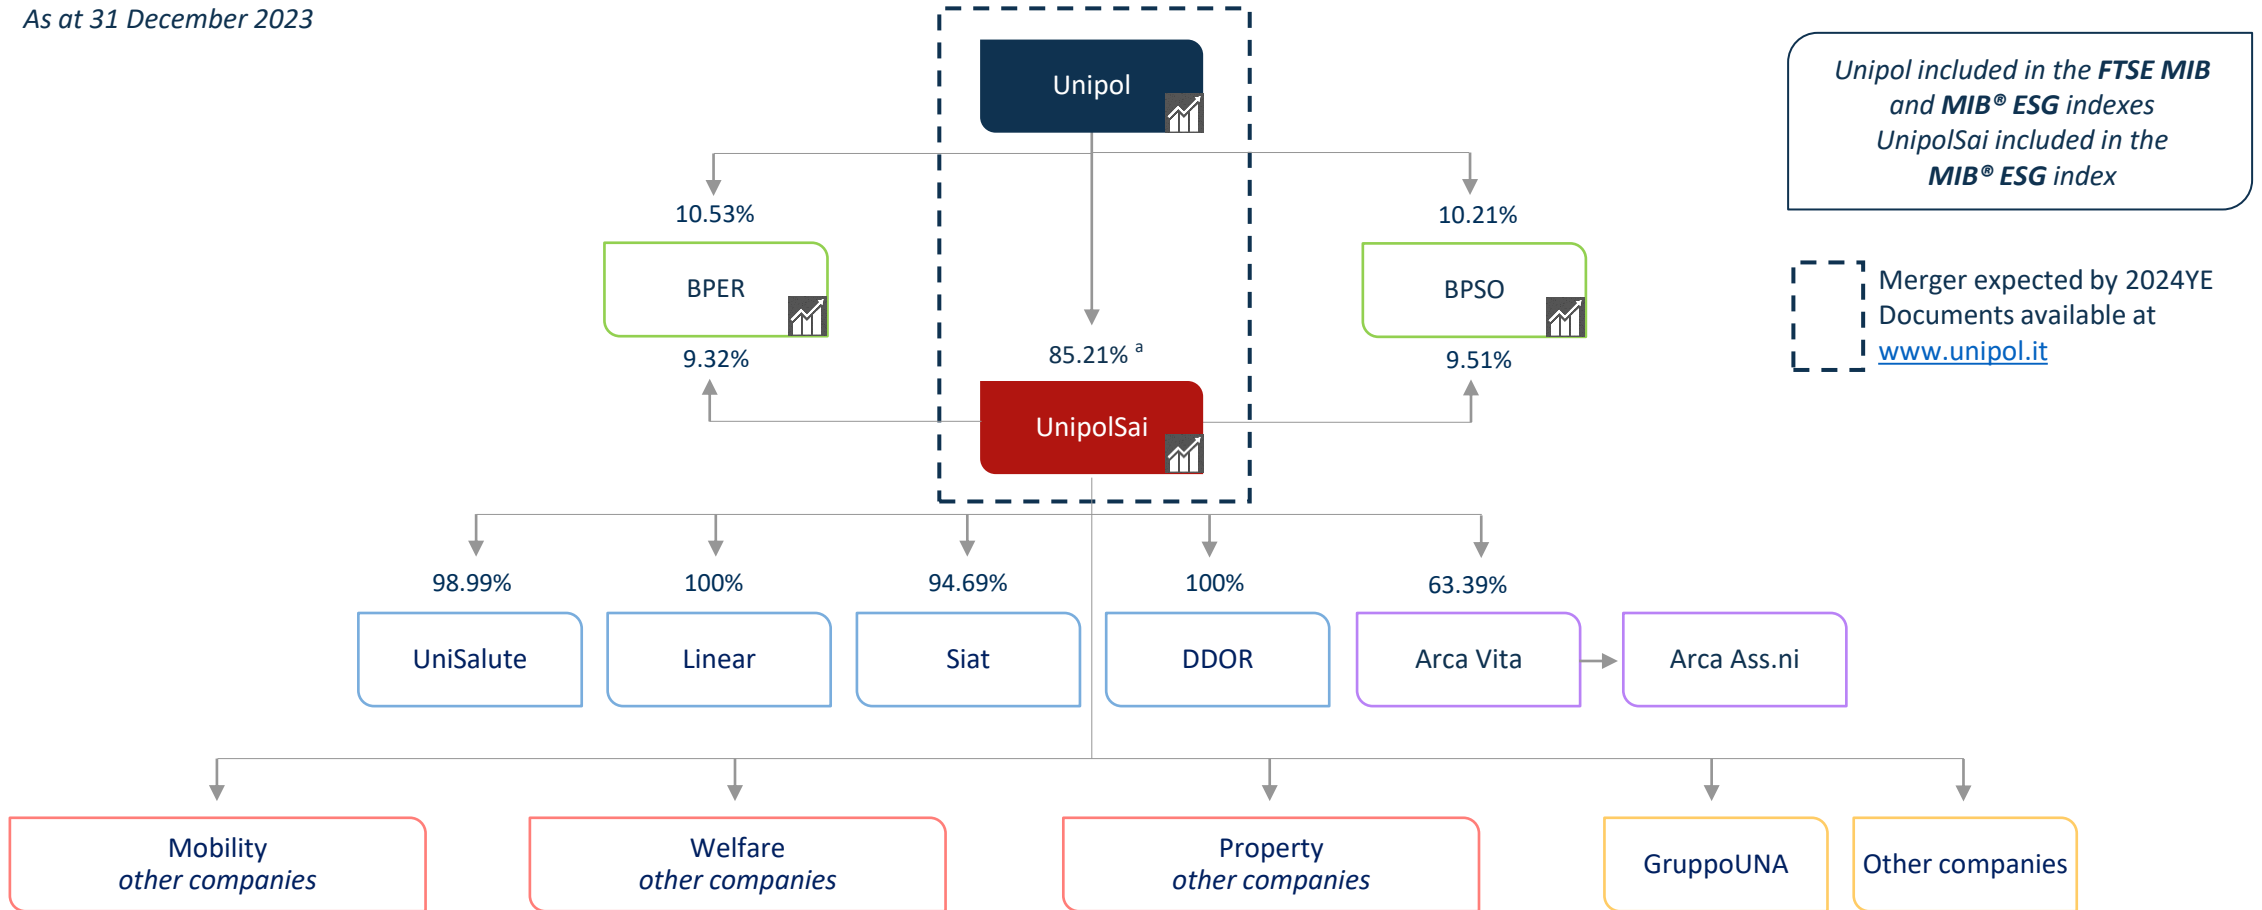 As at 31 December 2023
Unipol
Unipol included in the FTSE MIB
and MIB® ESG indexes
UnipolSai included in the
MIB® ESG index
10.53%
10.21%
BPER
BPSO
Merger expected by 2024YE
Documents available at
www.unipol.it
9.32%
85.21% a
9.51%
UnipolSai
98.99%
100%
94.69%
100%
63.39%
UniSalute
Linear
Siat
DDOR
Arca Vita
Arca Ass.ni
Mobility
other companies
Welfare
other companies
Property
other companies
GruppoUNA
Other companies